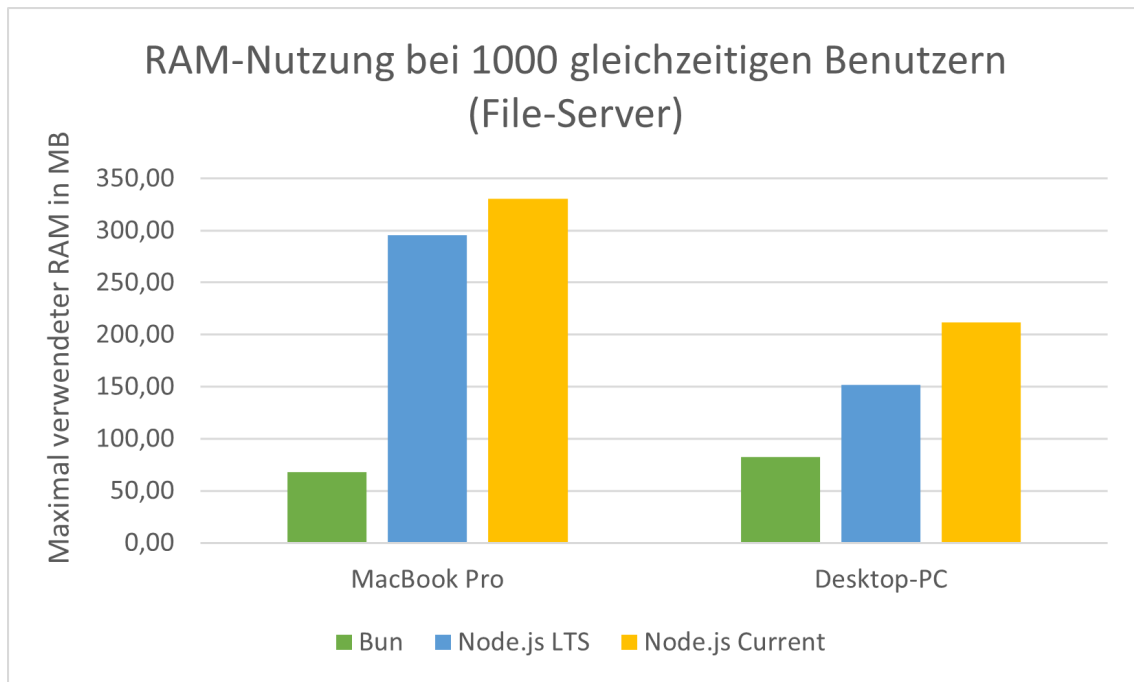 RAM-Nutzung bei 1000 gleichzeitigen Benutzern
(File-Server)
Maximal verwendeter RAM in MB
350,00
300,00
250,00
200,00
150,00
100,00
50,00
0,00
MacBook Pro
Desktop-PC
Bun
Node.js LTS
Node.js Current